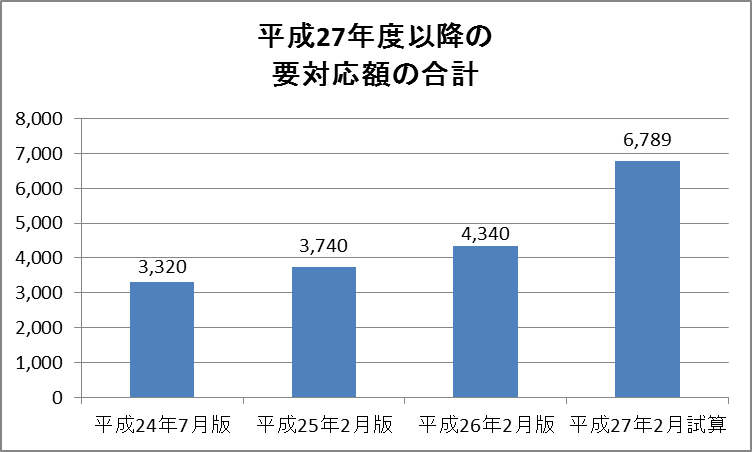 平成27年度以降の
要対応額の合計
8,000
7,000
6,000
5,000
4,000
3,000
2,000
1,000
0
3,320
3,740
4,340
6,789
平成24年7月版
平成25年2月版
平成26年2月版
平成27年2月試算